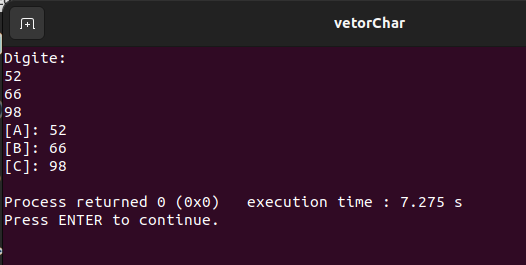 vetorChar
Digite:
52
66
98
[A]: 52
[B]: 66
[C]: 98
Process returned 0 (0x0)   execution time : 7.275 s
Press ENTER to continue.